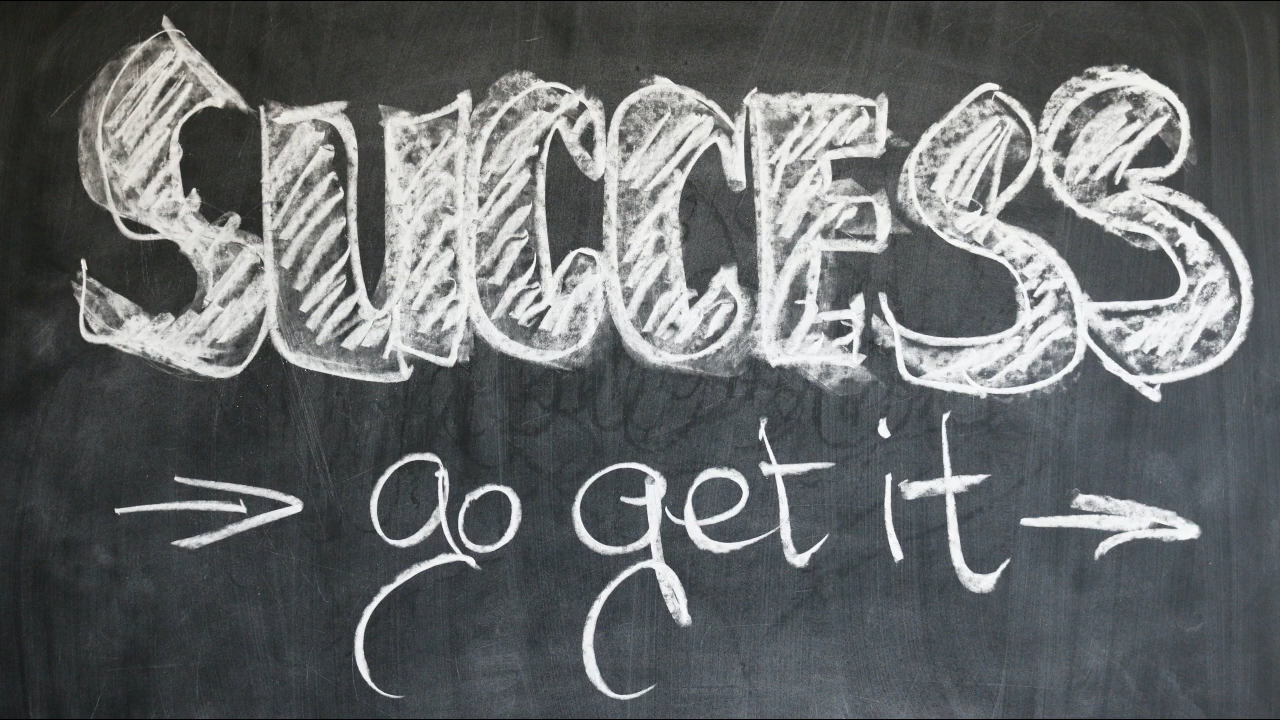 SUCCESS
→ go get it →